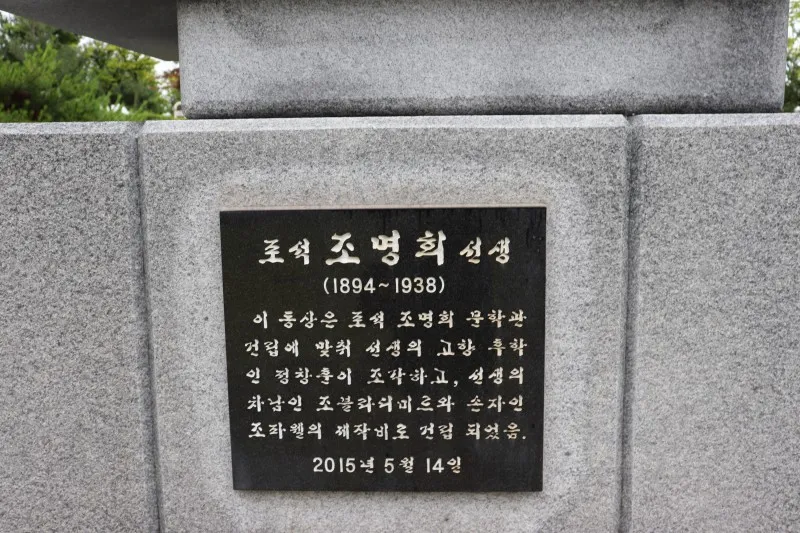 포석 조명희 선생
(1894~1938)
이 동상은 포석 조명희 문학관
건립에 맞춰 선생의 고향 후학
인 정창훈이 조각하고, 선생의
차남인 조블라디미르와 손자인
조파웰의 제작비로 건립 되었음.
2015년 5월 14일